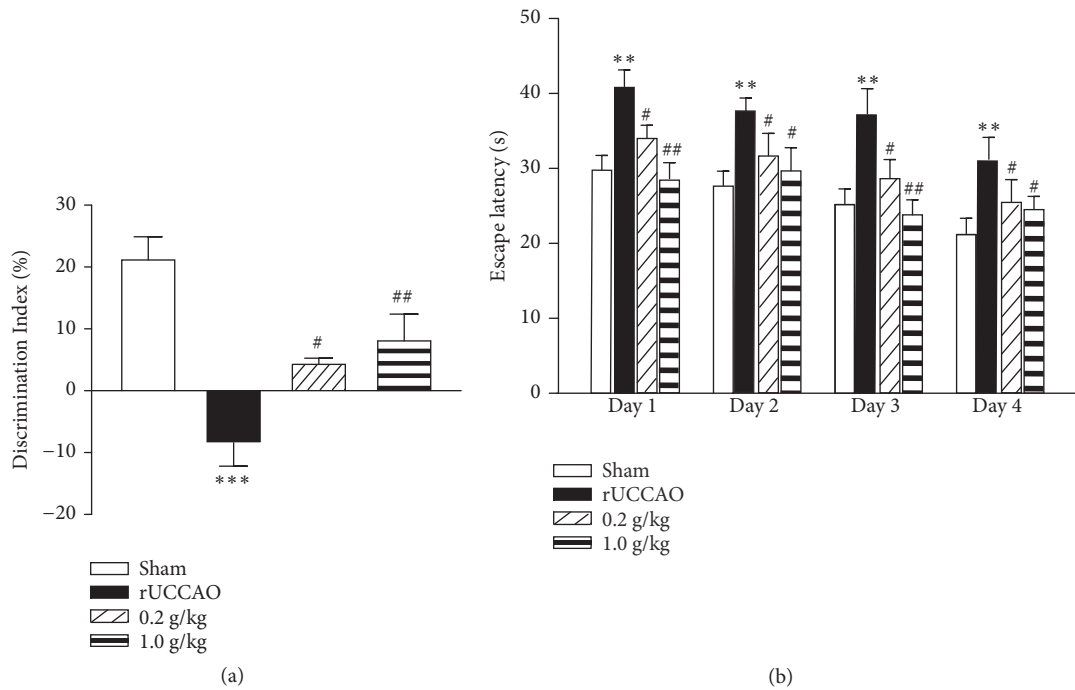 30
20
10
0
−10
−20
Discrimination Index (%)
***
#
##
Sham
rUCCAO
0.2 g/kg
1.0 g/kg
(a)
50
40
30
20
10
0
Escape latency (s)
**
#
##
**
#
#
**
#
##
**
#
#
Day 1
Day 2
Day 3
Day 4
Sham
rUCCAO
0.2 g/kg
1.0 g/kg
(b)